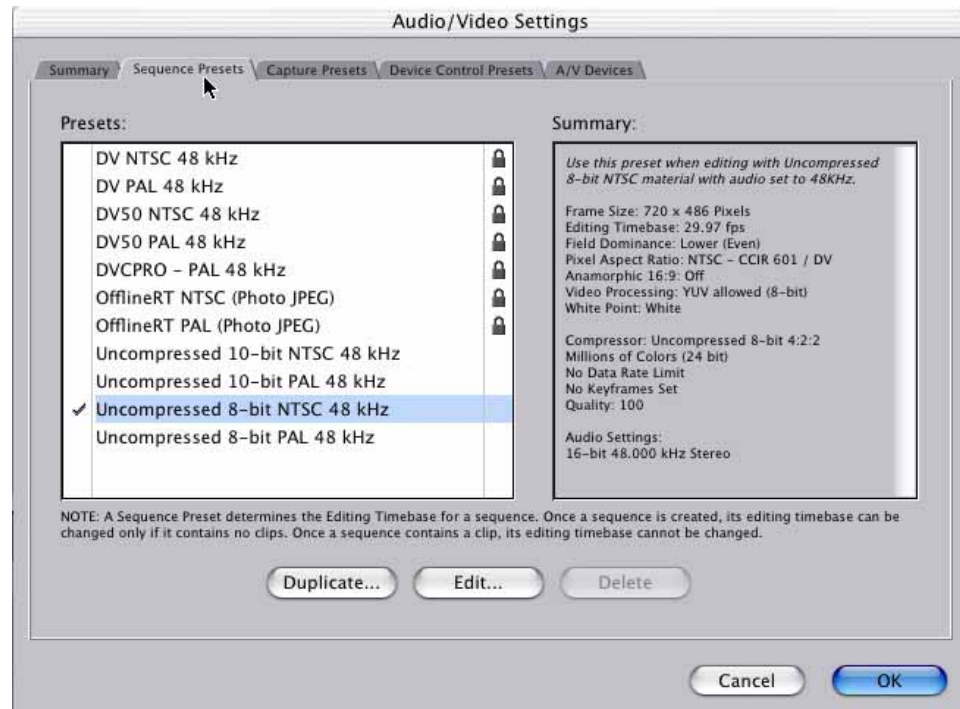 Audio/Video Settings
Summary
Sequence Presets
Capture Presets
Device Control Presets
A/V Devices
Presets:
DV NTSC 48 kHz
DV PAL 48 kHz
DV50 NTSC 48 kHz
DV50 PAL 48 kHz
DVCPRO - PAL 48 kHz
OfflineRT NTSC (Photo JPEG)
OfflineRT PAL (Photo JPEG)
Uncompressed 10-bit NTSC 48 kHz
Uncompressed 10-bit PAL 48 kHz
Uncompressed 8-bit NTSC 48 kHz
Uncompressed 8-bit PAL 48 kHz
Summary:
Use this preset when editing with Uncompressed
8-bit NTSC material with audio set to 48KHz.
Frame Size: 720 x 486 Pixels
Editing Timebase: 29.97 fps
Field Dominance: Lower (Even)
Pixel Aspect Ratio: NTSC - CCIR 601 / DV
Anamorphic 16:9: Off
Video Processing: YUV allowed (8-bit)
White Point: White
Compressor: Uncompressed 8-bit 4:2:2
Millions of Colors (24 bit)
No Data Rate Limit
No Keyframes Set
Quality: 100
Audio Settings:
16-bit 48.000 kHz Stereo
NOTE: A Sequence Preset determines the Editing Timebase for a sequence. Once a sequence is created, its editing timebase can be
changed only if it contains no clips. Once a sequence contains a clip, its editing timebase cannot be changed.
Duplicate...
Edit...
Delete
Cancel
OK